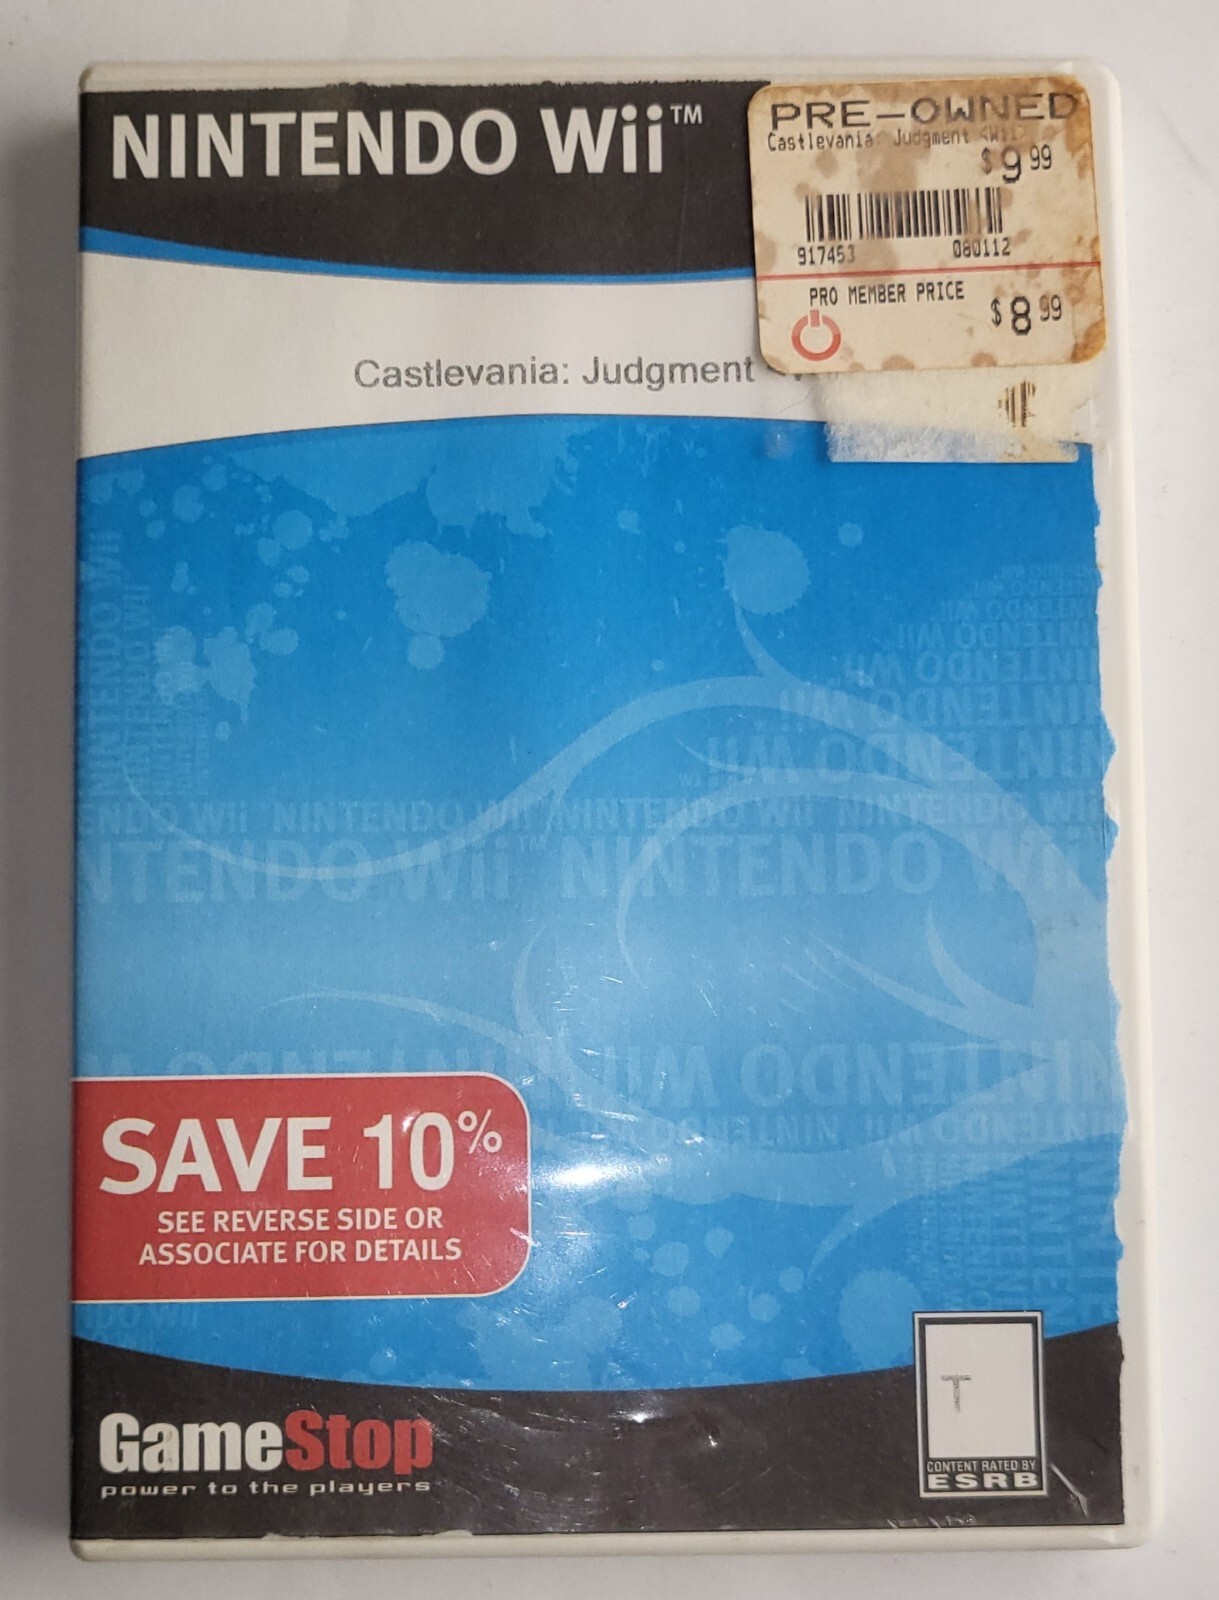 NINTENDO Wii™
PRE-OWNED
Castlevania: Judgment <Wii>
$9.99
917453 080112
PRO MEMBER PRICE
$8.99
Castlevania: Judgment
NINTENDO Wii
NINTENDO Wii NINTENDO Wii NINTENDO Wii NINTENDO Wii
NINTENDO Wii™ NINTENDO Wii
SAVE 10%
SEE REVERSE SIDE OR
ASSOCIATE FOR DETAILS
GameStop
power to the players
T
CONTENT RATED BY
ESRB